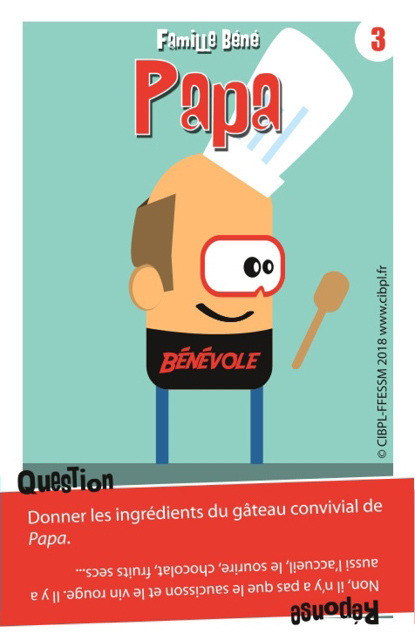 Famille Béné
3
Papa
BÉNÉVOLE
© CIBPL-FFESSM 2018 www.cibpl.fr
Question
Donner les ingrédients du gâteau convivial de
Papa.
Réponse
Non, il n'y a pas que le saucisson et le vin rouge. Il y a
aussi l'accueil, le sourire, chocolat, fruits secs...